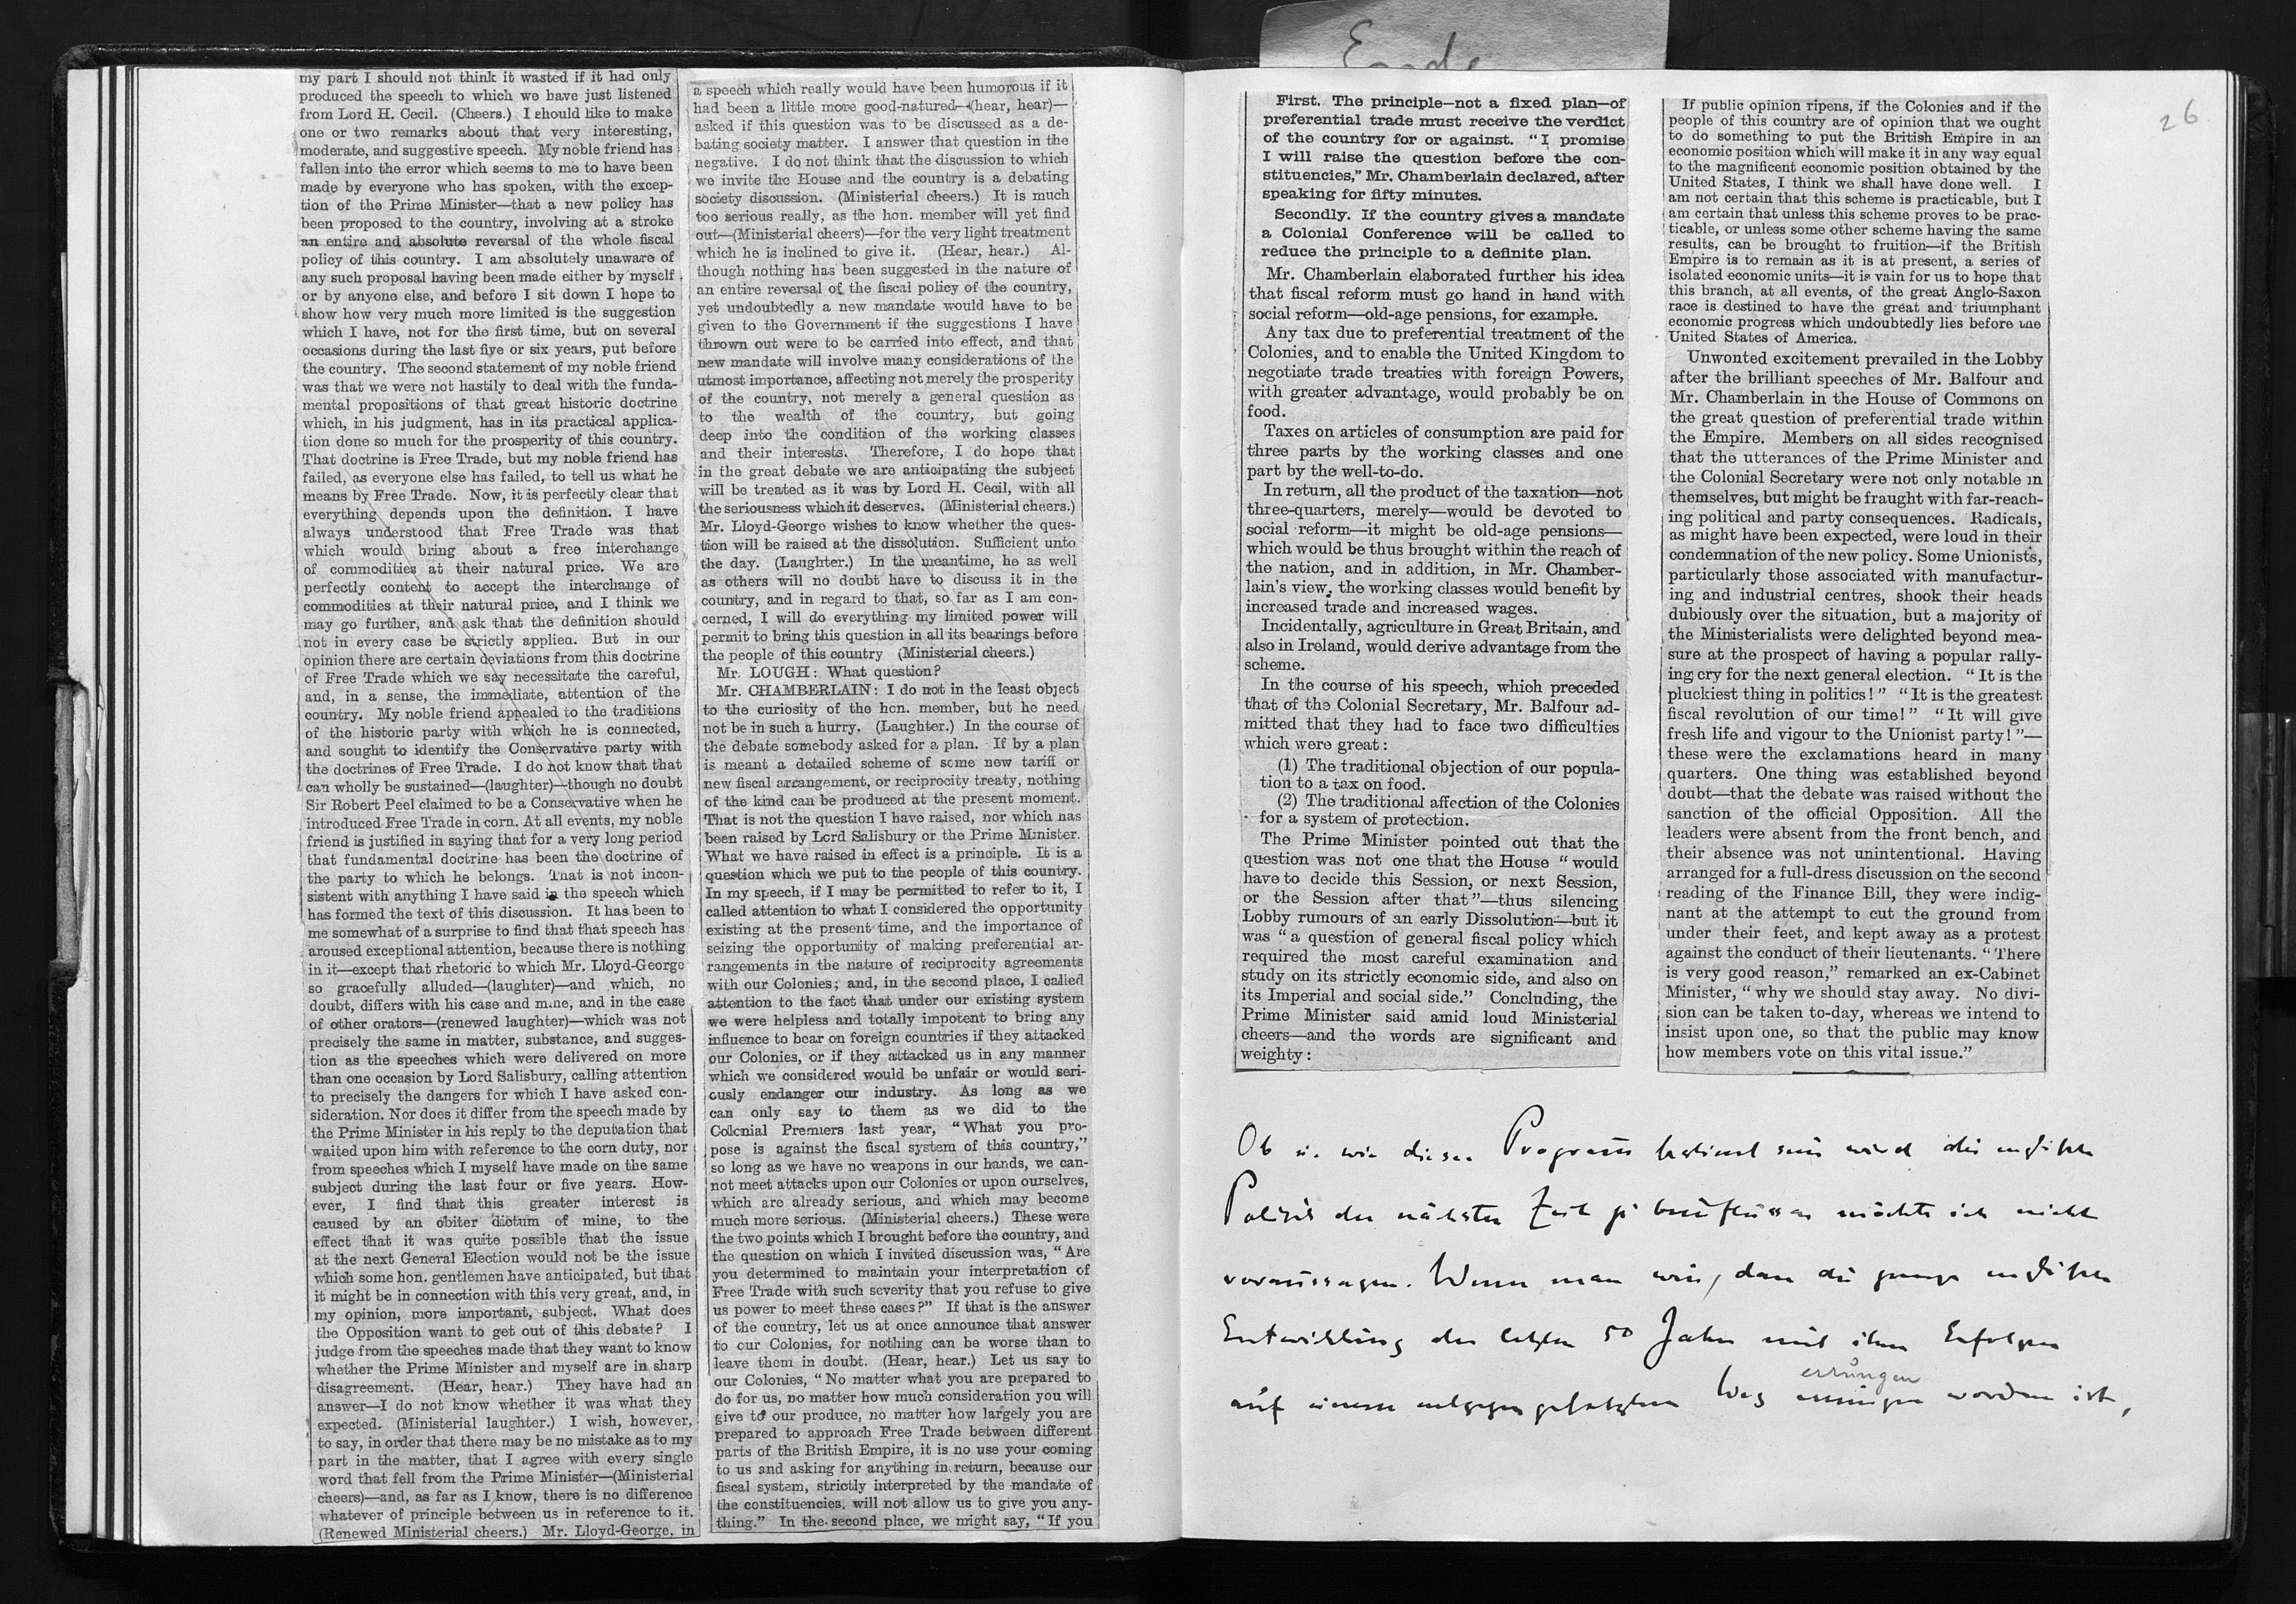 my part I should not think it wasted if it had only
produced the speech to which we have just listened
from Lord H. Cecil. (Cheers.) I should like to make
one or two remarks about that very interesting,
moderate, and suggestive speech. My noble friend has
fallen into the error which seems to me to have been
made by everyone who has spoken, with the excep-
tion of the Prime Minister—that a new policy has
been proposed to the country, involving at a stroke
an entire and absolute reversal of the whole fiscal
policy of this country. I am absolutely unaware of
any such proposal having been made either by myself
or by anyone else, and before I sit down I hope to
show how very much more limited is the suggestion
which I have, not for the first time, but on several
occasions during the last five or six years, put before
the country. The second statement of my noble friend
was that we were not hastily to deal with the funda-
mental propositions of that great historic doctrine
which, in his judgment, has in its practical applica-
tion done so much for the prosperity of this country.
That doctrine is Free Trade, but my noble friend has
failed, as everyone else has failed, to tell us what he
means by Free Trade. Now, it is perfectly clear that
everything depends upon the definition. I have
always understood that Free Trade was that
which would bring about a free interchange
of commodities at their natural price. We are
perfectly content to accept the interchange of
commodities at their natural price, and I think we
may go further, and ask that the definition should
not in every case be strictly applied. But in our
opinion there are certain deviations from this doctrine
of Free Trade which we say necessitate the careful,
and, in a sense, the immediate, attention of the
country. My noble friend appealed to the traditions
of the historic party with which he is connected,
and sought to identify the Conservative party with
the doctrines of Free Trade. I do not know that that
can wholly be sustained—(laughter)—though no doubt
Sir Robert Peel claimed to be a Conservative when he
introduced Free Trade in corn. At all events, my noble
friend is justified in saying that for a very long period
that fundamental doctrine has been the doctrine of
the party to which he belongs. That is not incon-
sistent with anything I have said in the speech which
has formed the text of this discussion. It has been to
me somewhat of a surprise to find that that speech has
aroused exceptional attention, because there is nothing
in it—except that rhetoric to which Mr. Lloyd-George
so gracefully alluded—(laughter)—and which, no
doubt, differs with his case and mine, and in the case
of other orators—(renewed laughter)—which was not
precisely the same in matter, substance, and sugges-
tion as the speeches which were delivered on more
than one occasion by Lord Salisbury, calling attention
to precisely the dangers for which I have asked con-
sideration. Nor does it differ from the speech made by
the Prime Minister in his reply to the deputation that
waited upon him with reference to the corn duty, nor
from speeches which I myself have made on the same
subject during the last four or five years. How-
ever, I find that this greater interest is
caused by an obiter dictum of mine, to the
effect that it was quite possible that the issue
at the next General Election would not be the issue
which some hon. gentlemen have anticipated, but that
it might be in connection with this very great, and, in
my opinion, more important, subject. What does
the Opposition want to get out of this debate? I
judge from the speeches made that they want to know
whether the Prime Minister and myself are in sharp
disagreement. (Hear, hear.) They have had an
answer—I do not know whether it was what they
expected. (Ministerial laughter.) I wish, however,
to say, in order that there may be no mistake as to my
part in the matter, that I agree with every single
word that fell from the Prime Minister—(Ministerial
cheers)—and, as far as I know, there is no difference
whatever of principle between us in reference to it.
(Renewed Ministerial cheers.) Mr. Lloyd-George, in
a speech which really would have been humorous if it
had been a little more good-natured—(hear, hear)—
asked if this question was to be discussed as a de-
bating society matter. I answer that question in the
negative. I do not think that the discussion to which
we invite the House and the country is a debating
society discussion. (Ministerial cheers.) It is much
too serious really, as the hon. member will yet find
out—(Ministerial cheers)—for the very light treatment
which he is inclined to give it. (Hear, hear.) Al-
though nothing has been suggested in the nature of
an entire reversal of the fiscal policy of the country,
yet undoubtedly a new mandate would have to be
given to the Government if the suggestions I have
thrown out were to be carried into effect, and that
new mandate will involve many considerations of the
utmost importance, affecting not merely the prosperity
of the country, not merely a general question as
to the wealth of the country, but going
deep into the condition of the working classes
and their interests. Therefore, I do hope that
in the great debate we are anticipating the subject
will be treated as it was by Lord H. Cecil, with all
the seriousness which it deserves. (Ministerial cheers.)
Mr. Lloyd-George wishes to know whether the ques-
tion will be raised at the dissolution. Sufficient unto
the day. (Laughter.) In the meantime, he as well
as others will no doubt have to discuss it in the
country, and in regard to that, so far as I am con-
cerned, I will do everything my limited power will
permit to bring this question in all its bearings before
the people of this country (Ministerial cheers.)
Mr. LOUGH: What question?
Mr. CHAMBERLAIN: I do not in the least object
to the curiosity of the hon. member, but he need
not be in such a hurry. (Laughter.) In the course of
the debate somebody asked for a plan. If by a plan
is meant a detailed scheme of some new tariff or
new fiscal arrangement, or reciprocity treaty, nothing
of the kind can be produced at the present moment.
That is not the question I have raised, nor which has
been raised by Lord Salisbury or the Prime Minister.
What we have raised in effect is a principle. It is a
question which we put to the people of this country.
In my speech, if I may be permitted to refer to it, I
called attention to what I considered the opportunity
existing at the present time, and the importance of
seizing the opportunity of making preferential ar-
rangements in the nature of reciprocity agreements
with our Colonies; and, in the second place, I called
attention to the fact that under our existing system
we were helpless and totally impotent to bring any
influence to bear on foreign countries if they attacked
our Colonies, or if they attacked us in any manner
which we considered would be unfair or would seri-
ously endanger our industry. As long as we
can only say to them as we did to the
Colonial Premiers last year, "What you pro-
pose is against the fiscal system of this country,"
so long as we have no weapons in our hands, we can-
not meet attacks upon our Colonies or upon ourselves,
which are already serious, and which may become
much more serious. (Ministerial cheers.) These were
the two points which I brought before the country, and
the question on which I invited discussion was, "Are
you determined to maintain your interpretation of
Free Trade with such severity that you refuse to give
us power to meet these cases?" If that is the answer
of the country, let us at once announce that answer
to our Colonies, for nothing can be worse than to
leave them in doubt. (Hear, hear.) Let us say to
our Colonies, "No matter what you are prepared to
do for us, no matter how much consideration you will
give to our produce, no matter how largely you are
prepared to approach Free Trade between different
parts of the British Empire, it is no use your coming
to us and asking for anything in return, because our
fiscal system, strictly interpreted by the mandate of
the constituencies, will not allow us to give you any-
thing." In the second place, we might say, "If you
Ende
First. The principle—not a fixed plan—of
preferential trade must receive the verdict
of the country for or against. "I promise
I will raise the question before the con-
stituencies," Mr. Chamberlain declared, after
speaking for fifty minutes.
Secondly. If the country gives a mandate
a Colonial Conference will be called to
reduce the principle to a definite plan.
Mr. Chamberlain elaborated further his idea
that fiscal reform must go hand in hand with
social reform—old-age pensions, for example.
Any tax due to preferential treatment of the
Colonies, and to enable the United Kingdom to
negotiate trade treaties with foreign Powers,
with greater advantage, would probably be on
food.
Taxes on articles of consumption are paid for
three parts by the working classes and one
part by the well-to-do.
In return, all the product of the taxation—not
three-quarters, merely—would be devoted to
social reform—it might be old-age pensions—
which would be thus brought within the reach of
the nation, and in addition, in Mr. Chamber-
lain's view, the working classes would benefit by
increased trade and increased wages.
Incidentally, agriculture in Great Britain, and
also in Ireland, would derive advantage from the
scheme.
In the course of his speech, which preceded
that of the Colonial Secretary, Mr. Balfour ad-
mitted that they had to face two difficulties
which were great:
(1) The traditional objection of our popula-
tion to a tax on food.
(2) The traditional affection of the Colonies
for a system of protection.
The Prime Minister pointed out that the
question was not one that the House "would
have to decide this Session, or next Session,
or the Session after that"—thus silencing
Lobby rumours of an early Dissolution—but it
was "a question of general fiscal policy which
required the most careful examination and
study on its strictly economic side, and also on
its Imperial and social side." Concluding, the
Prime Minister said amid loud Ministerial
cheers—and the words are significant and
weighty:
26
If public opinion ripens, if the Colonies and if the
people of this country are of opinion that we ought
to do something to put the British Empire in an
economic position which will make it in any way equal
to the magnificent economic position obtained by the
United States, I think we shall have done well. I
am not certain that this scheme is practicable, but I
am certain that unless this scheme proves to be prac-
ticable, or unless some other scheme having the same
results, can be brought to fruition—if the British
Empire is to remain as it is at present, a series of
isolated economic units—it is vain for us to hope that
this branch, at all events, of the great Anglo-Saxon
race is destined to have the great and triumphant
economic progress which undoubtedly lies before the
United States of America.
Unwonted excitement prevailed in the Lobby
after the brilliant speeches of Mr. Balfour and
Mr. Chamberlain in the House of Commons on
the great question of preferential trade within
the Empire. Members on all sides recognised
that the utterances of the Prime Minister and
the Colonial Secretary were not only notable in
themselves, but might be fraught with far-reach-
ing political and party consequences. Radicals,
as might have been expected, were loud in their
condemnation of the new policy. Some Unionists,
particularly those associated with manufactur-
ing and industrial centres, shook their heads
dubiously over the situation, but a majority of
the Ministerialists were delighted beyond mea-
sure at the prospect of having a popular rally-
ing cry for the next general election. "It is the
pluckiest thing in politics!" "It is the greatest
fiscal revolution of our time!" "It will give
fresh life and vigour to the Unionist party!"—
these were the exclamations heard in many
quarters. One thing was established beyond
doubt—that the debate was raised without the
sanction of the official Opposition. All the
leaders were absent from the front bench, and
their absence was not unintentional. Having
arranged for a full-dress discussion on the second
reading of the Finance Bill, they were indig-
nant at the attempt to cut the ground from
under their feet, and kept away as a protest
against the conduct of their lieutenants. "There
is very good reason," remarked an ex-Cabinet
Minister, "why we should stay away. No divi-
sion can be taken to-day, whereas we intend to
insist upon one, so that the public may know
how members vote on this vital issue."
Ob dieses Programm bestimmt sein wird die englische
Politik der nächsten Zeit zu beeinflussen möchte ich nicht
voraussagen. Wenn man weiss, dass die ganze englische
Entwicklung der letzten 50 Jahre mit ihren Erfolgen
errungen
auf einem entgegengesetzten Weg errungen worden ist,